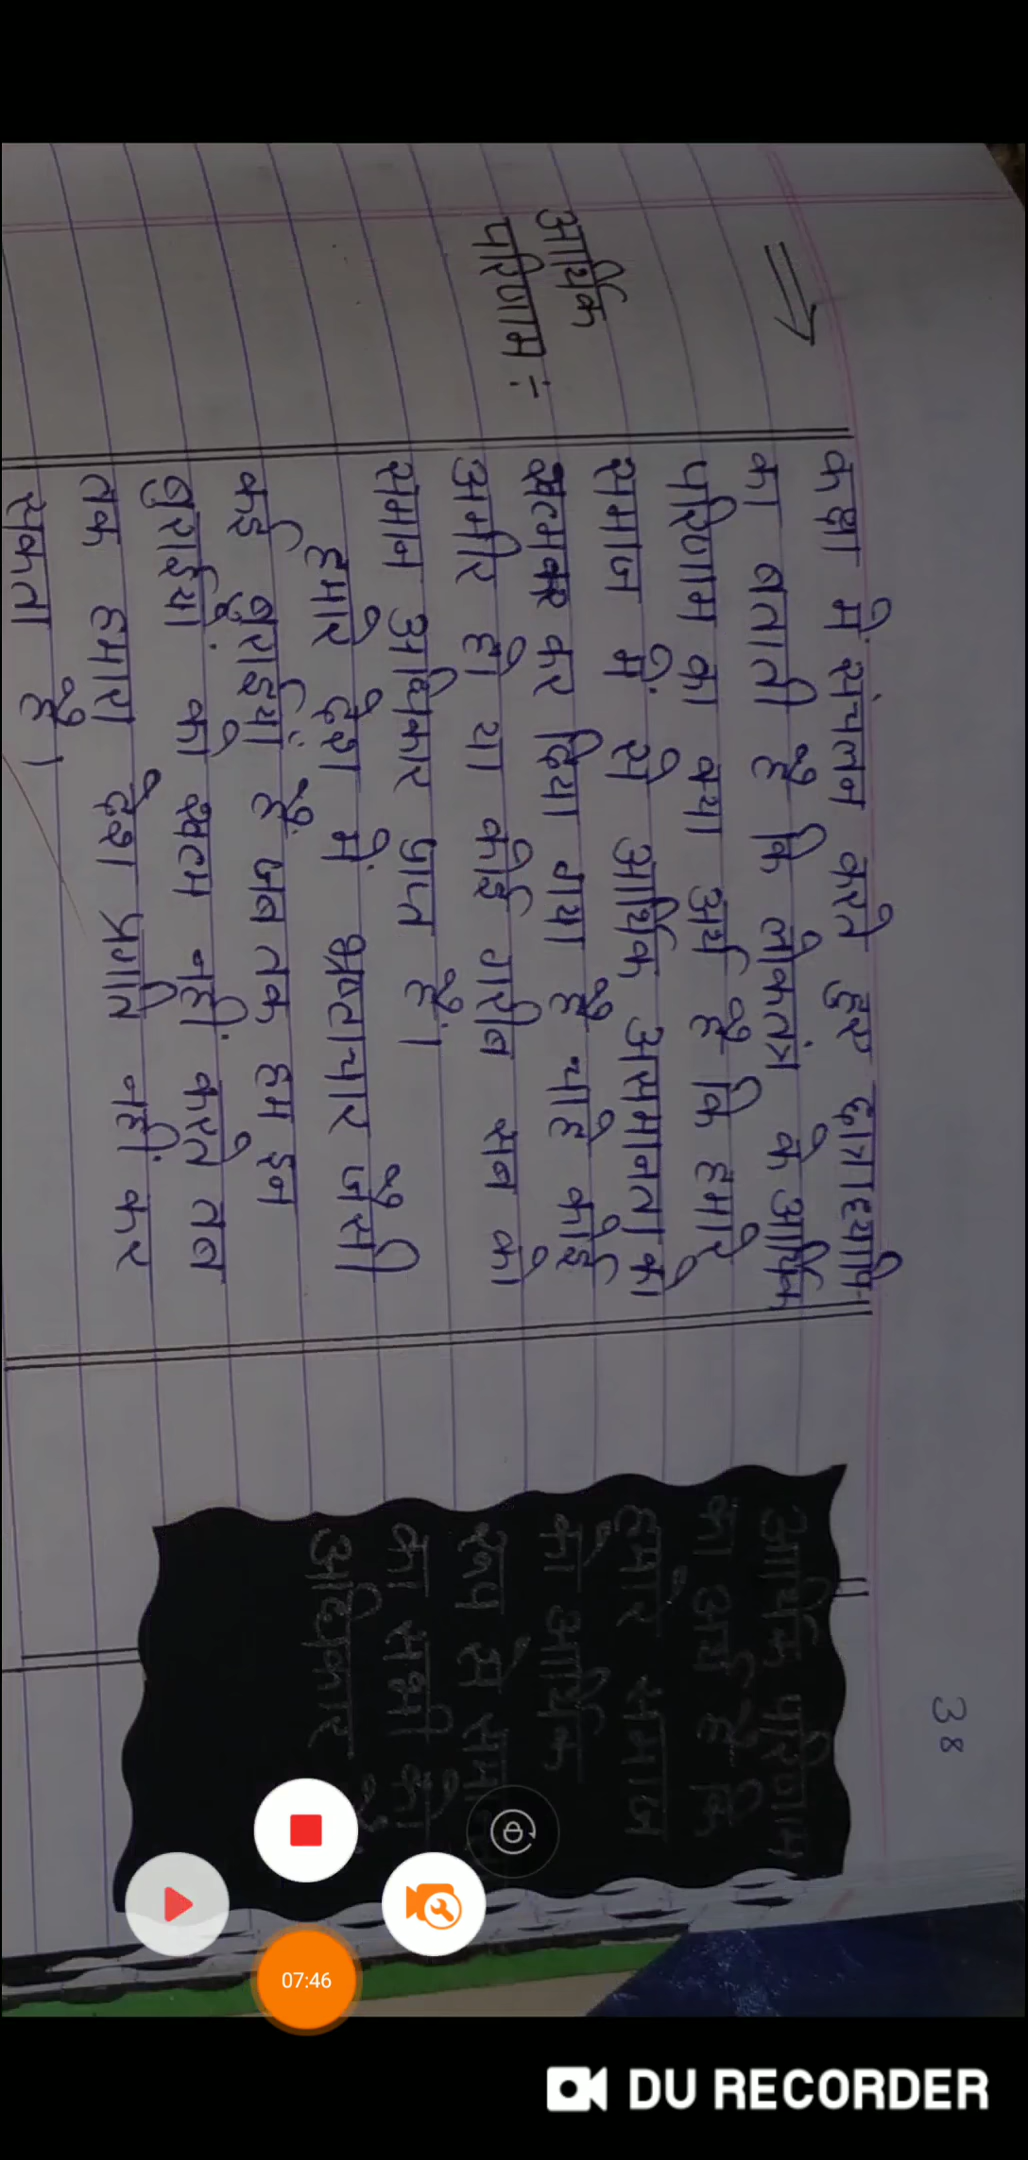 38
⇒
आर्थिक
परिणाम :-
कक्षा में संचलन करते हुए छात्राध्यापि-
का बताती है कि लोकतंत्र के आर्थिक
परिणाम का क्या अर्थ है कि हमारे
समाज में से आर्थिक असमानता को
खत्म कर दिया गया है चाहे कोई
अमीर हो या कोई गरीब सब को
समान अधिकार प्राप्त हैं।
हमारे देश में भ्रष्टाचार जैसी
कई बुराईयां हैं जब तक हम इन
बुराईयों को खत्म नहीं करते तब
तक हमारा देश प्रगति नहीं कर
सकता है।
आर्थिक परिणाम
का अर्थ है कि
हमारे समाज
को आर्थिक
रूप से
का सभी को
अधिकार
07:46
DU RECORDER